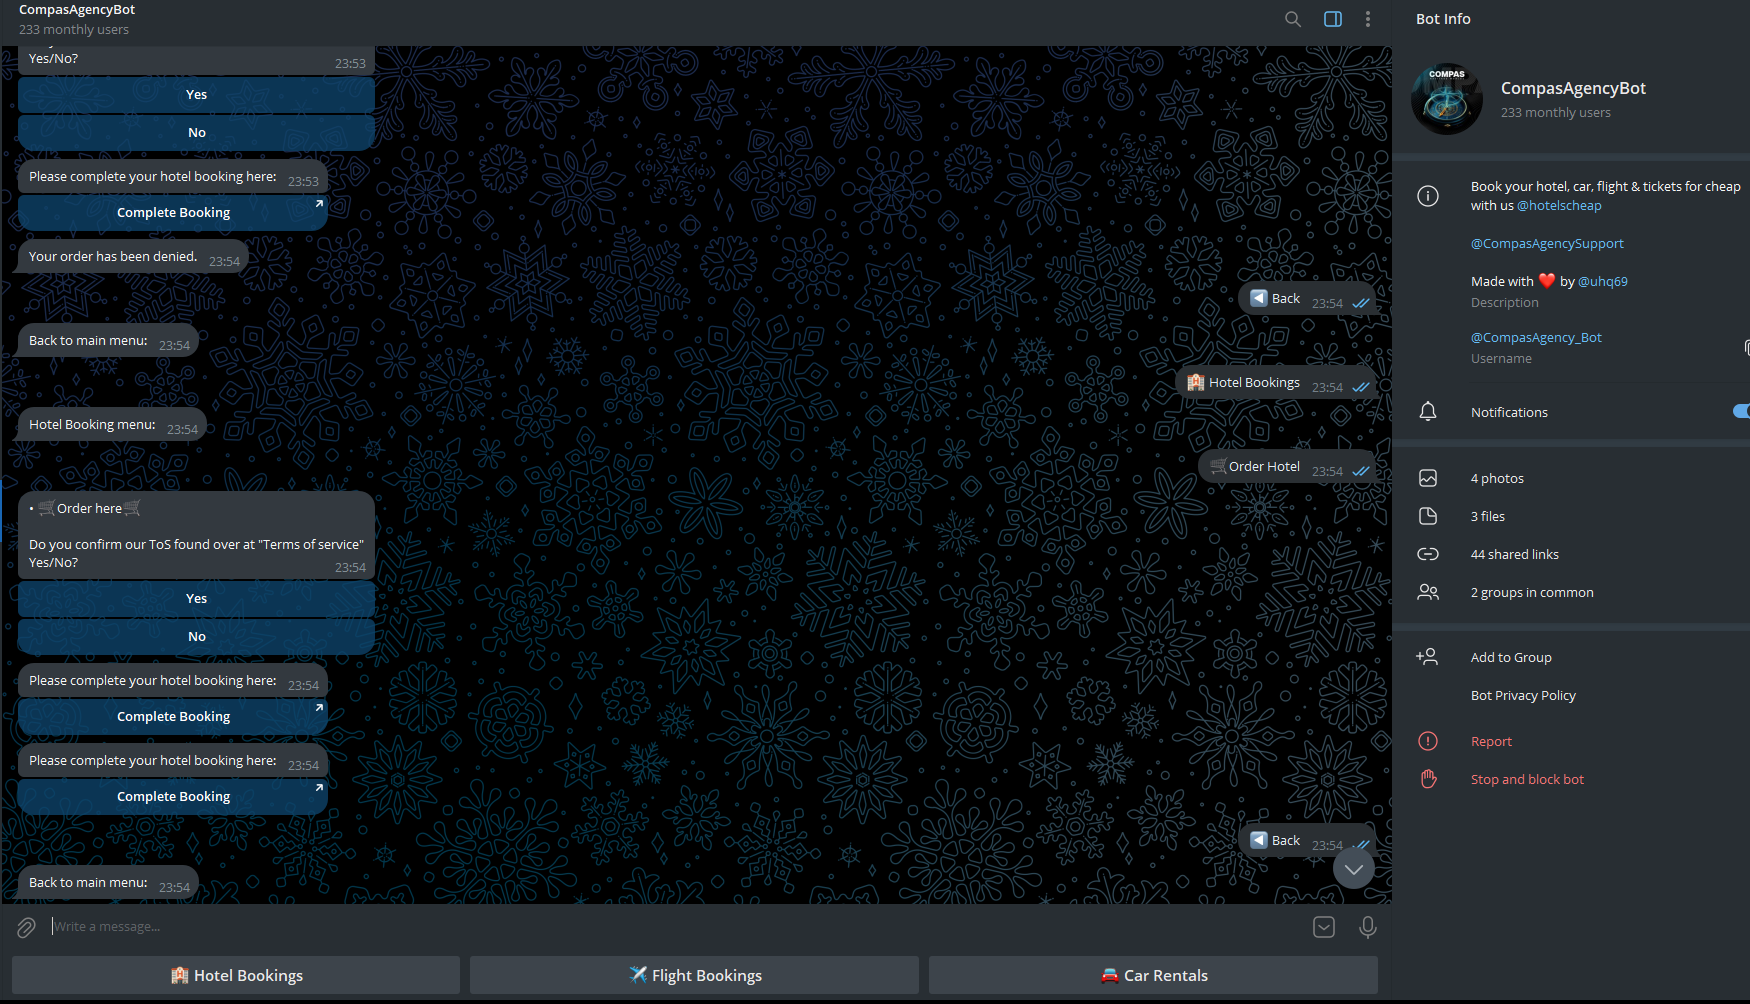 CompasAgencyBot
233 monthly users
Yes/No?
23:53
Yes
No
Please complete your hotel booking here: 23:53
Complete Booking
Your order has been denied. 23:54
Back 23:54
Back to main menu: 23:54
Hotel Bookings 23:54
Hotel Booking menu: 23:54
Order Hotel 23:54
• Order here
Do you confirm our ToS found over at "Terms of service"
Yes/No?
23:54
Yes
No
Please complete your hotel booking here: 23:54
Complete Booking
Please complete your hotel booking here: 23:54
Complete Booking
Back 23:54
Back to main menu: 23:54
Write a message...
Hotel Bookings
Flight Bookings
Car Rentals
Bot Info
COMPAS
CompasAgencyBot
233 monthly users
Book your hotel, car, flight & tickets for cheap
with us @hotelscheap
@CompasAgencySupport
Made with ❤️ by @uhq69
Description
@CompasAgency_Bot
Username
Notifications
4 photos
3 files
44 shared links
2 groups in common
Add to Group
Bot Privacy Policy
Report
Stop and block bot